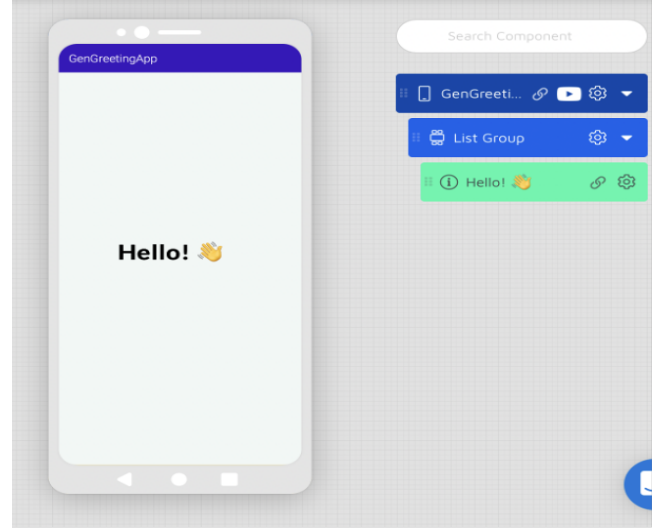 GenGreetingApp
Hello! 👋
Search Component
GenGreeti...
List Group
Hello! 👋